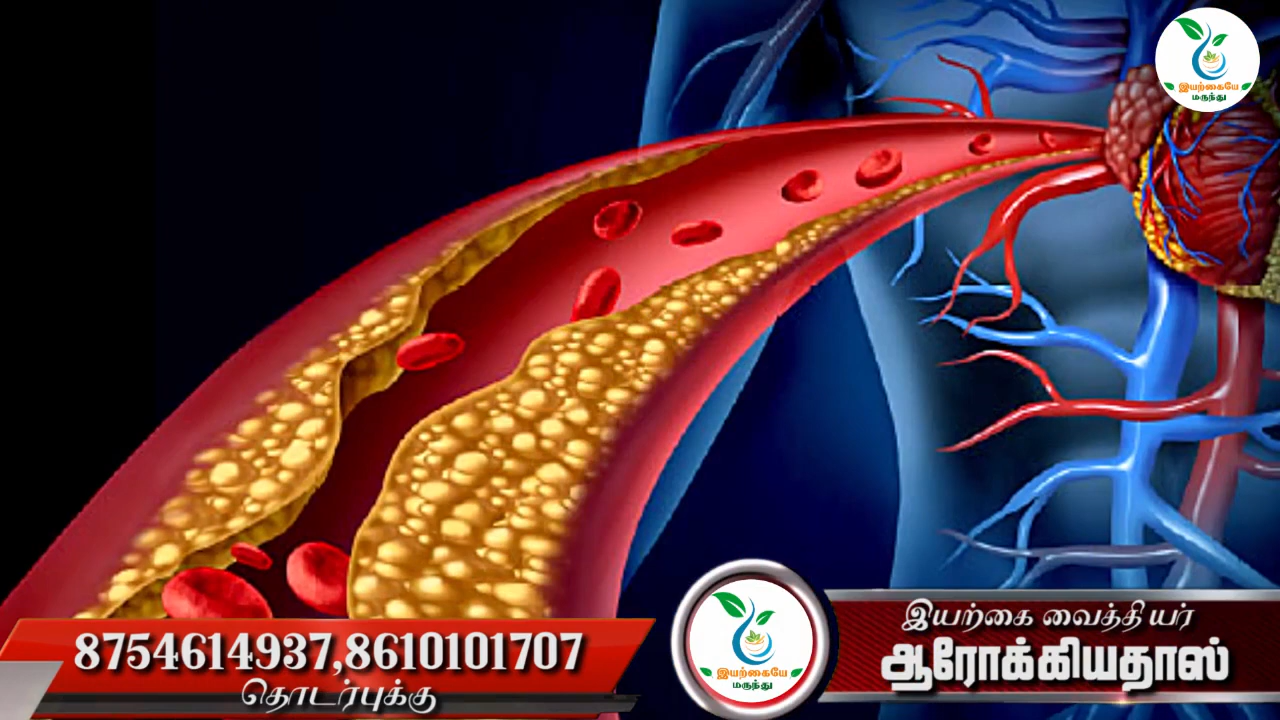 இயற்கையே
மருந்து
8754614937,8610101707
தொடர்புக்கு
இயற்கையே
மருந்து
இயற்கை வைத்தியர்
ஆரோக்கியதாஸ்